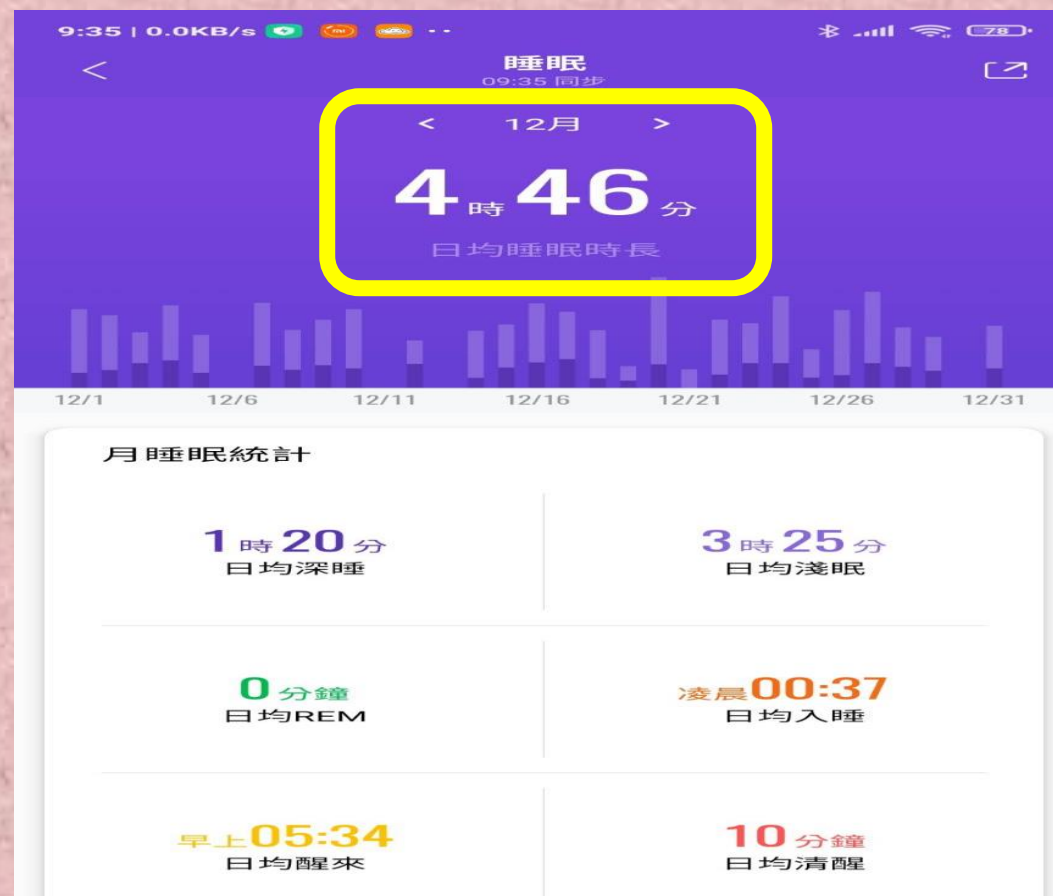 9:35 | 0.0KB/s
78
睡眠
09:35 同步
< 12月 >
4時46分
日均睡眠時長
12/1 12/6 12/11 12/16 12/21 12/26 12/31
月睡眠統計
1時20分 3時25分
日均深睡 日均淺眠
0分鐘 凌晨00:37
日均REM 日均入睡
早上05:34 10分鐘
日均醒來 日均清醒